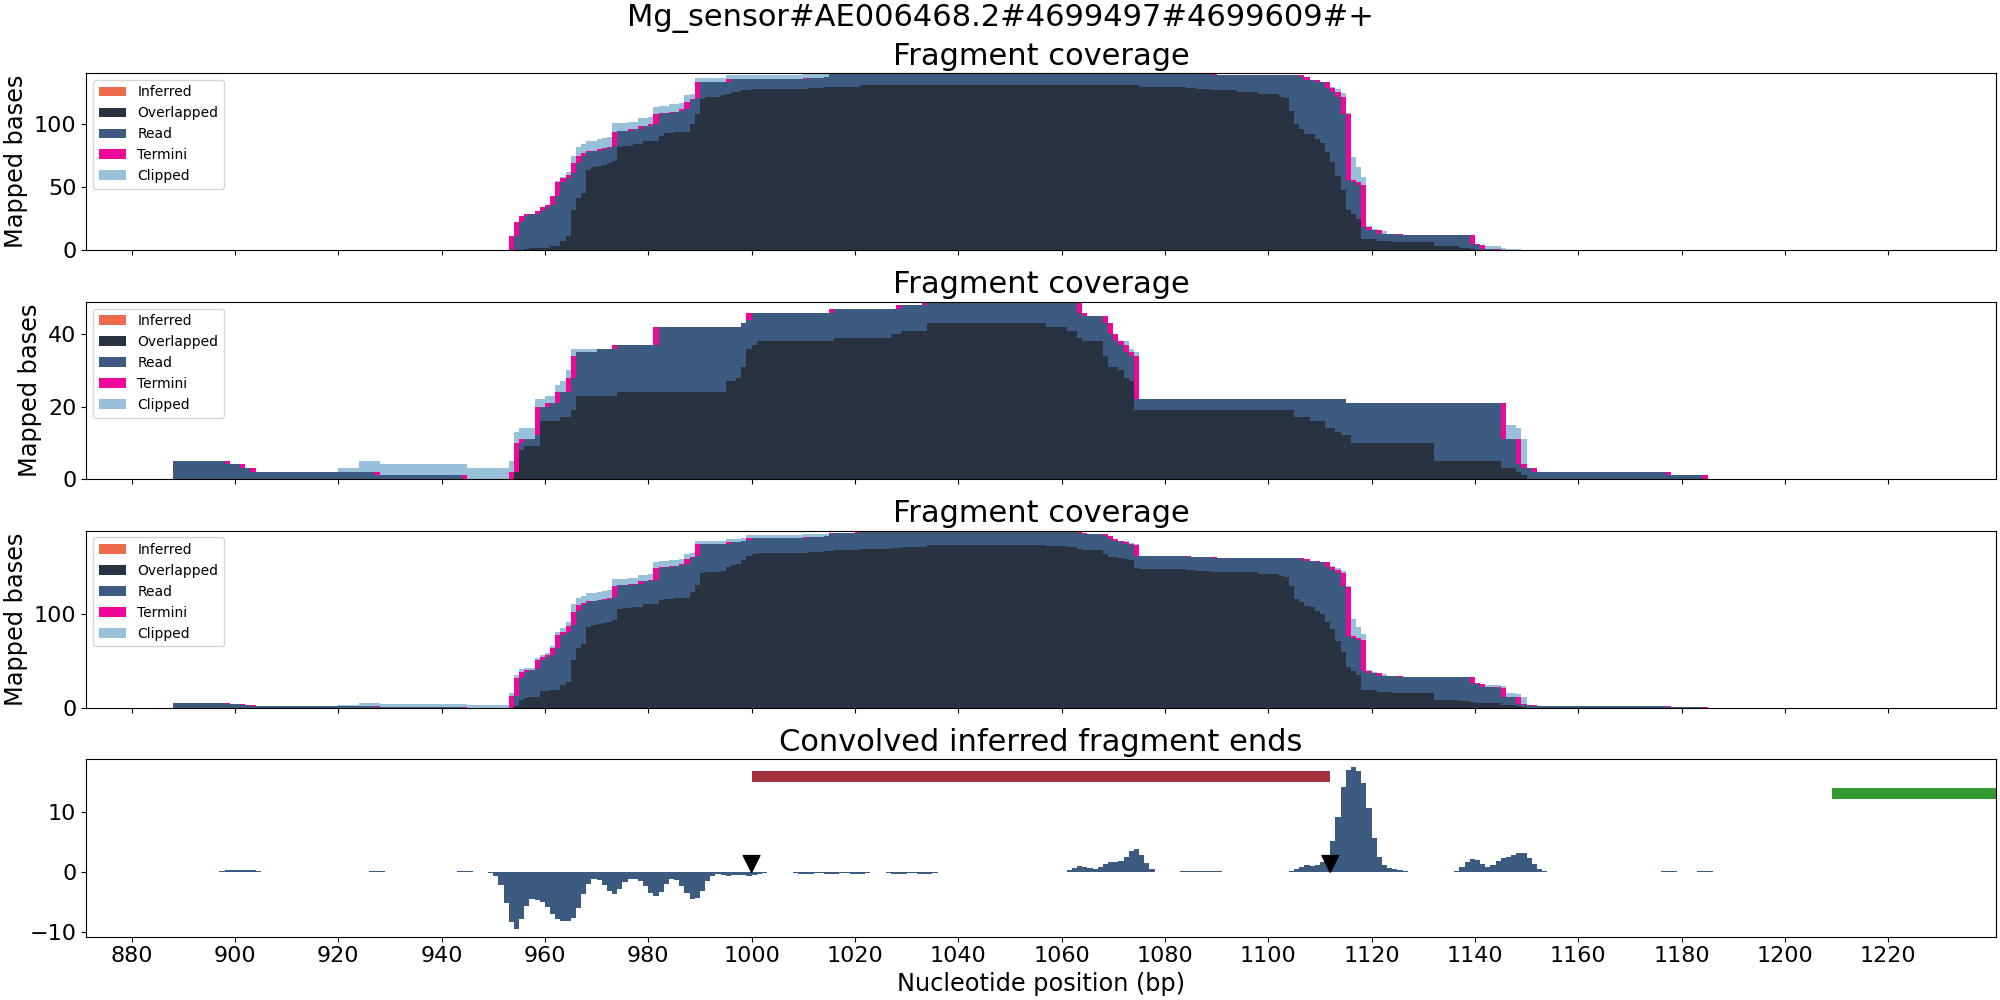 Mg_sensor#AE006468.2#4699497#4699609#+
Fragment coverage
Mapped bases
100
50
0
Inferred
Overlapped
Read
Termini
Clipped
Fragment coverage
Mapped bases
40
20
0
Inferred
Overlapped
Read
Termini
Clipped
Fragment coverage
Mapped bases
100
0
Inferred
Overlapped
Read
Termini
Clipped
Convolved inferred fragment ends
10
0
−10
880 900 920 940 960 980 1000 1020 1040 1060 1080 1100 1120 1140 1160 1180 1200 1220
Nucleotide position (bp)